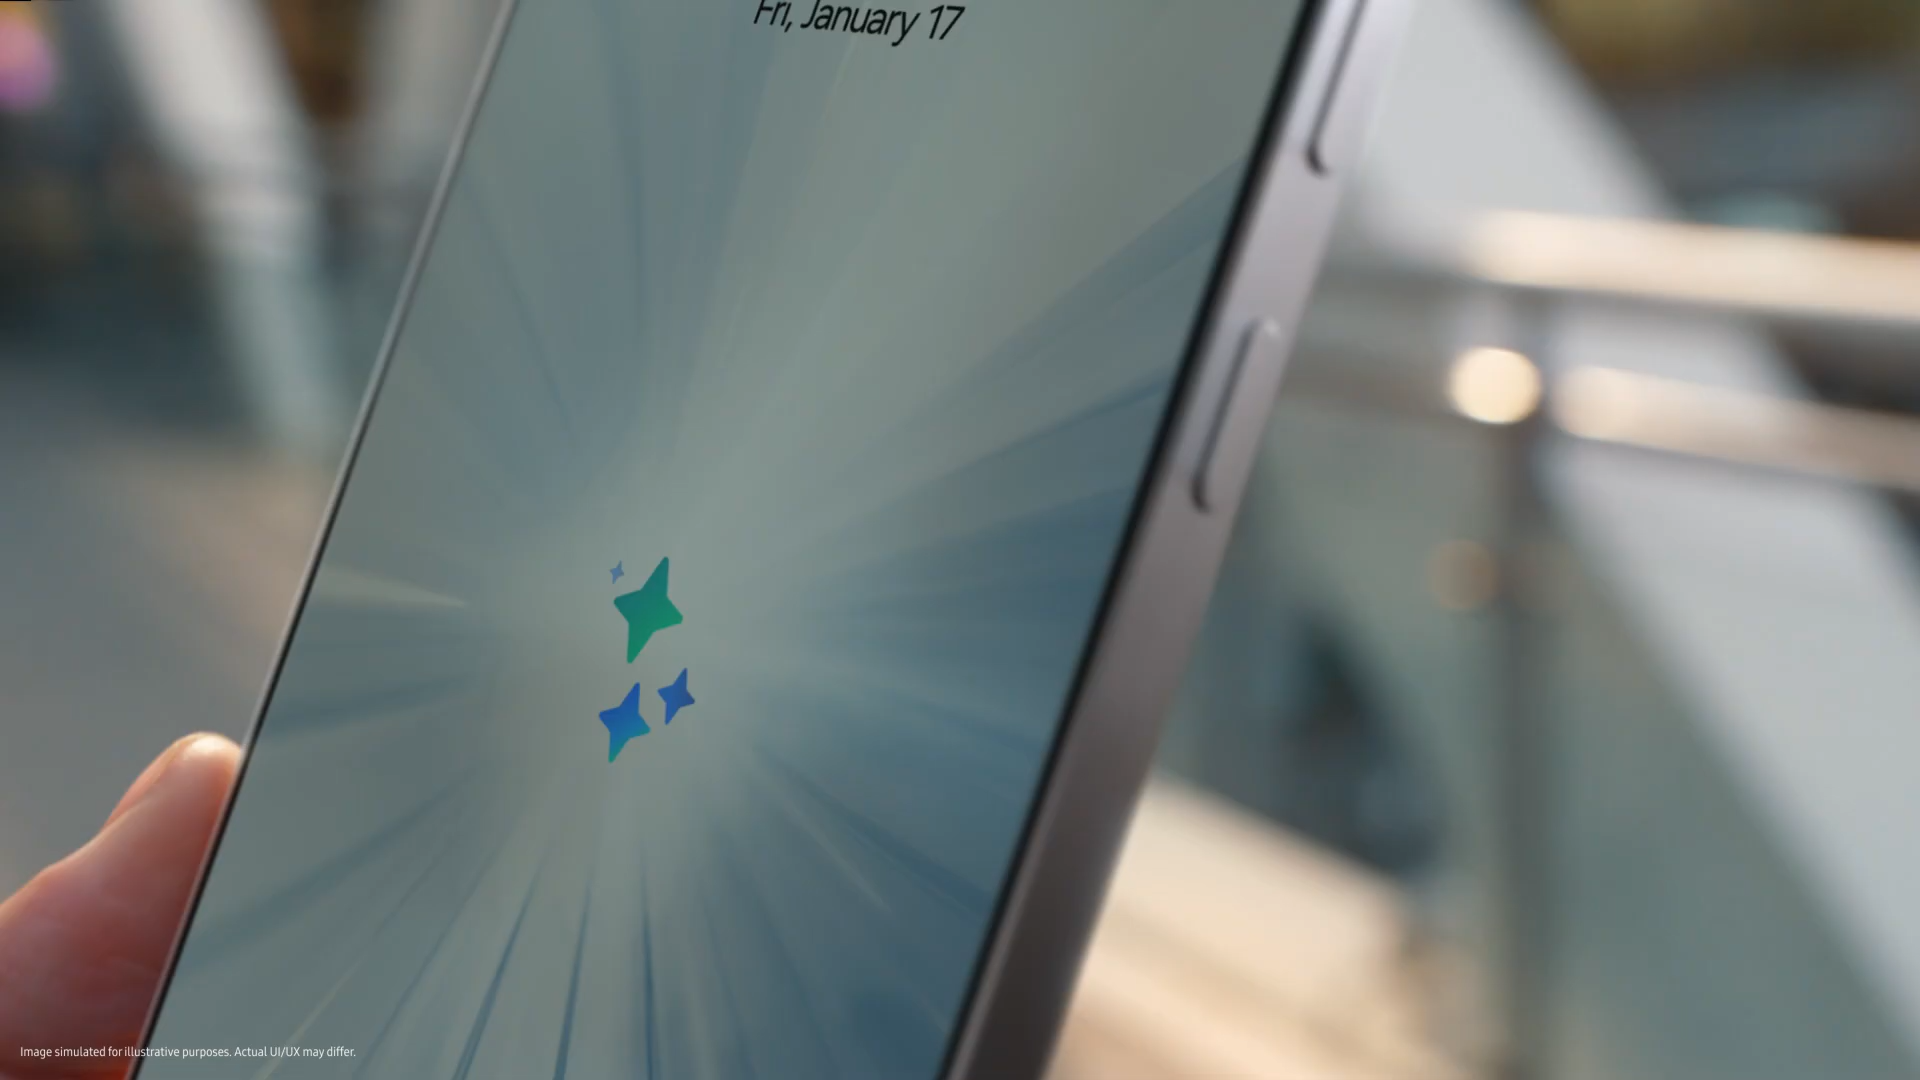 Fri, January 17
Image simulated for illustrative purposes. Actual UI/UX may differ.